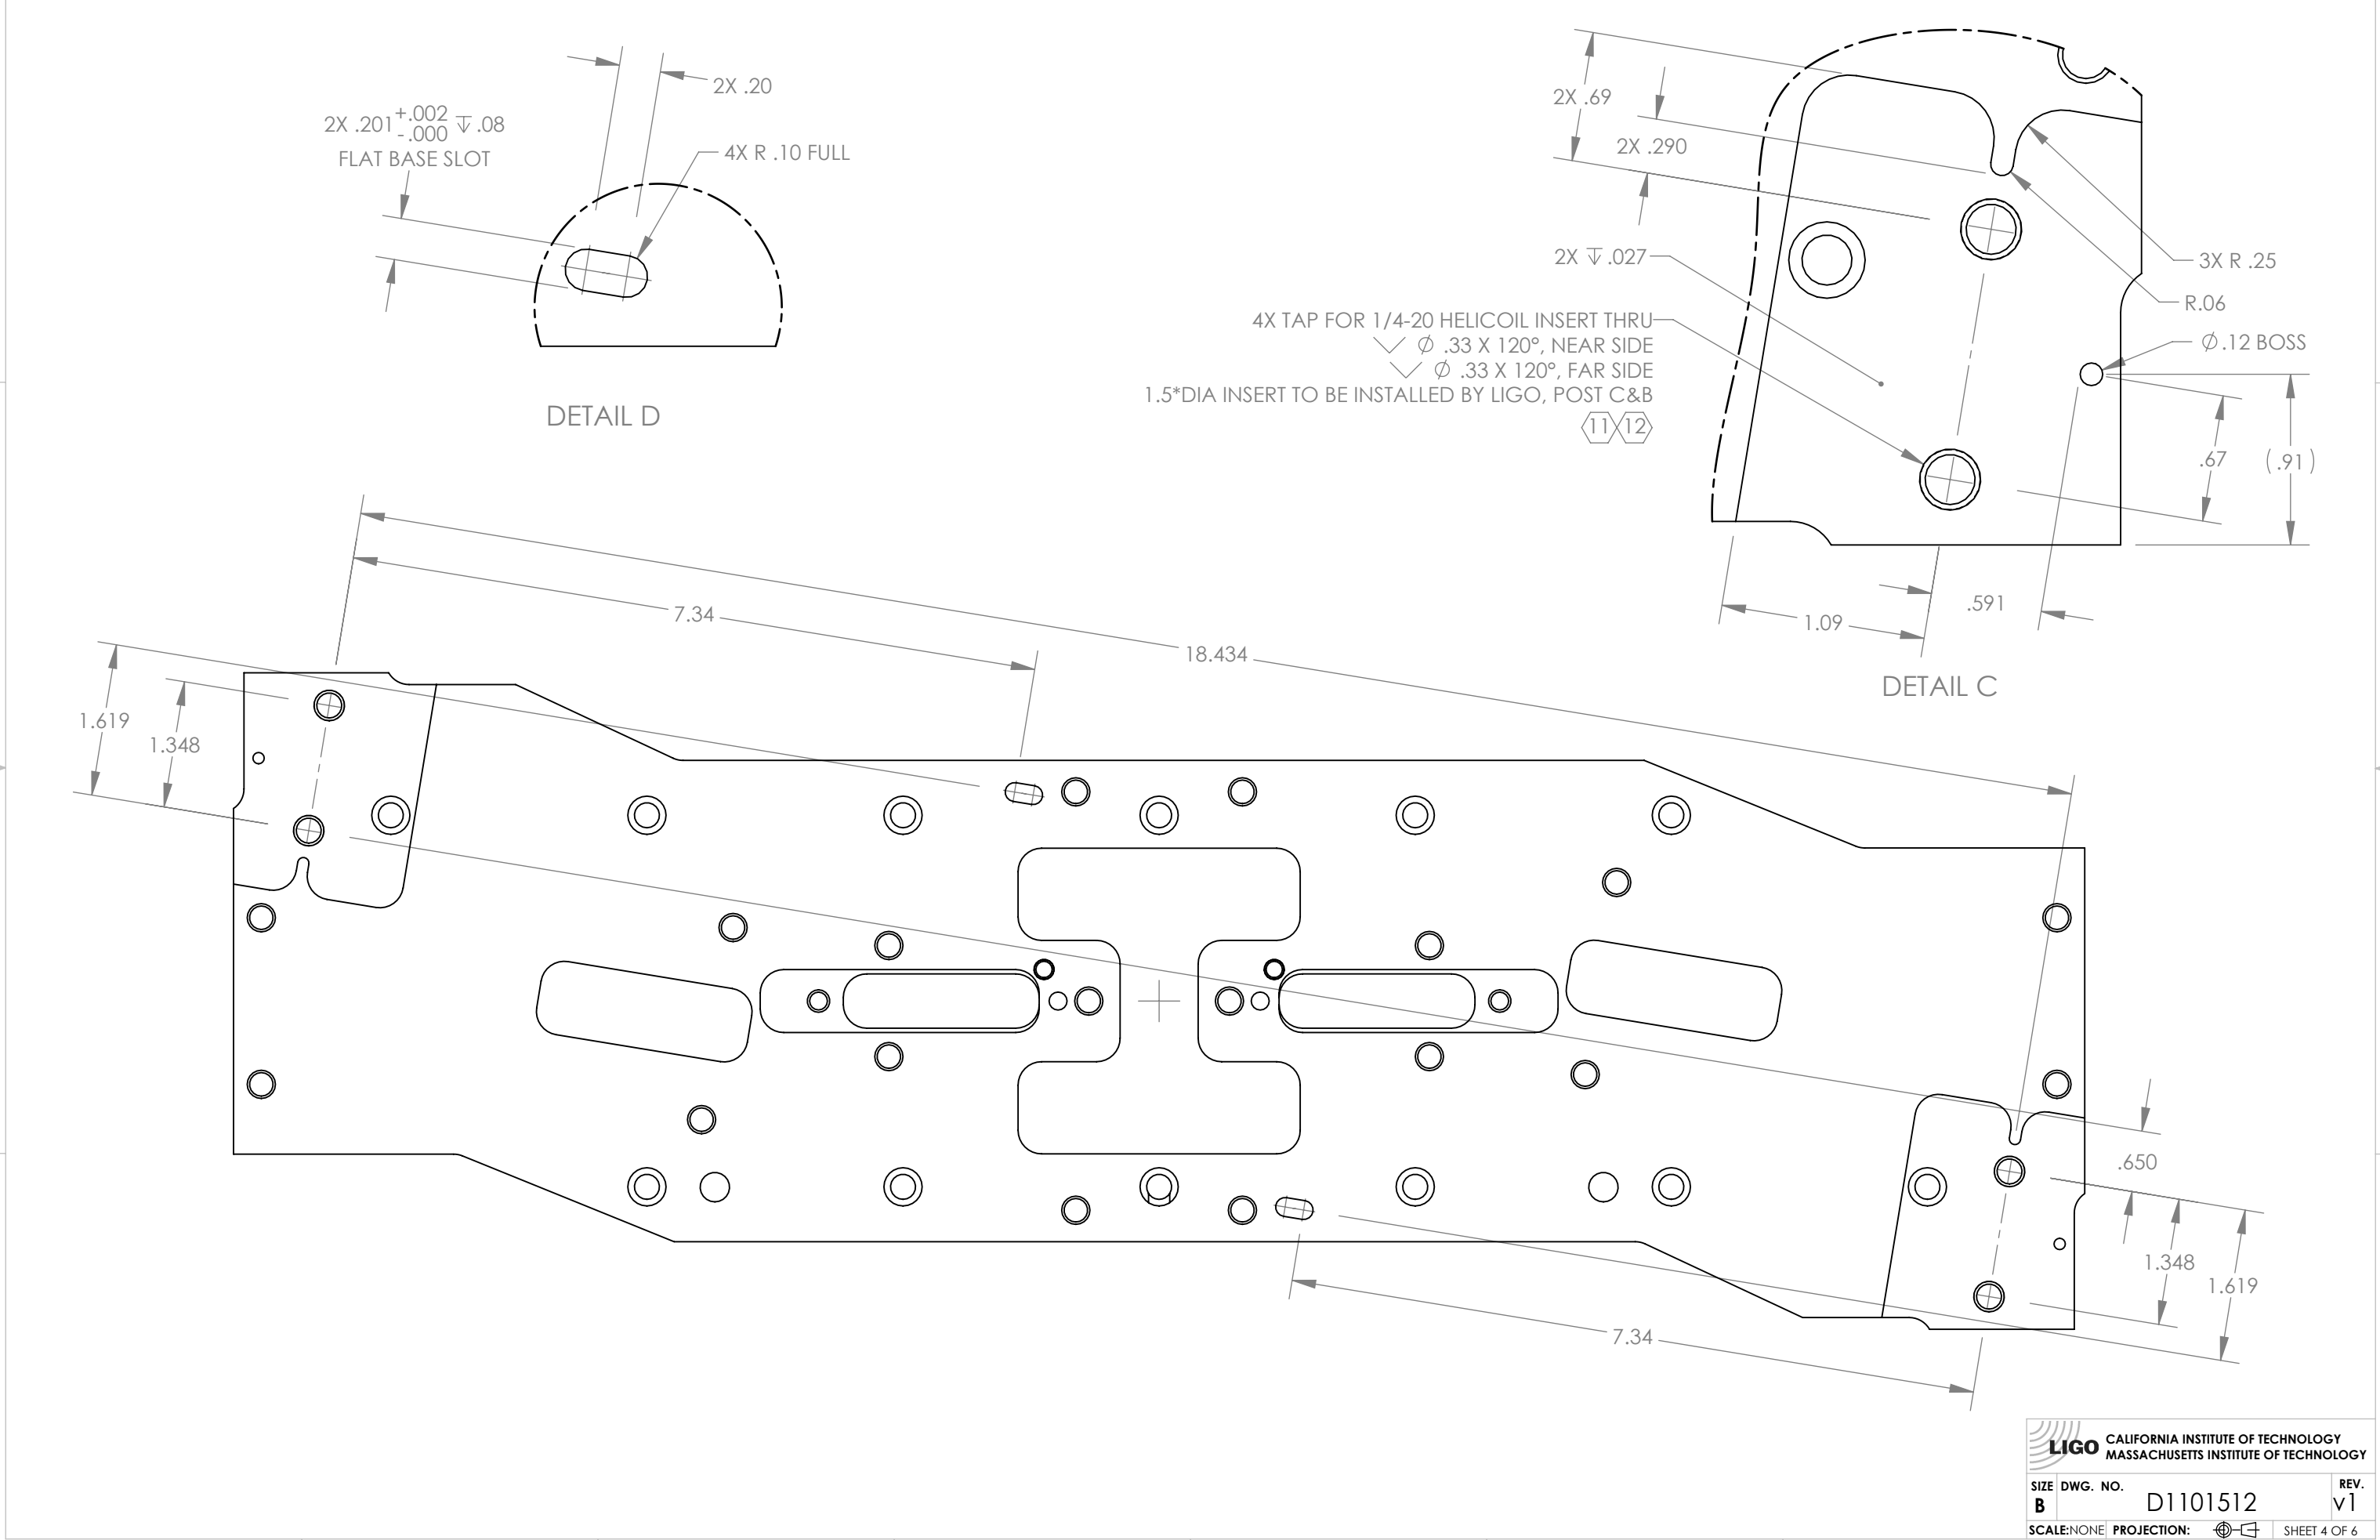 2X .20
2X .201 +.002 -.000 ↧ .08
FLAT BASE SLOT
4X R .10 FULL
DETAIL D
2X .69
2X .290
2X ↧ .027
3X R .25
R.06
4X TAP FOR 1/4-20 HELICOIL INSERT THRU
⌵ ∅ .33 X 120°, NEAR SIDE
⌵ ∅ .33 X 120°, FAR SIDE
1.5*DIA INSERT TO BE INSTALLED BY LIGO, POST C&B
11 12
∅.12 BOSS
.67
(.91)
.591
1.09
DETAIL C
7.34
18.434
1.619
1.348
.650
1.348
1.619
7.34
LIGO
CALIFORNIA INSTITUTE OF TECHNOLOGY
MASSACHUSETTS INSTITUTE OF TECHNOLOGY
SIZE DWG. NO. REV.
B D1101512 v1
SCALE:NONE PROJECTION: SHEET 4 OF 6